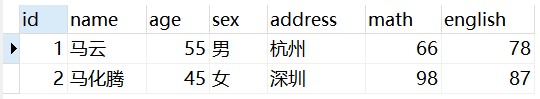 id name age sex address math english
1 马云 55 男 杭州 66 78
2 马化腾 45 女 深圳 98 87